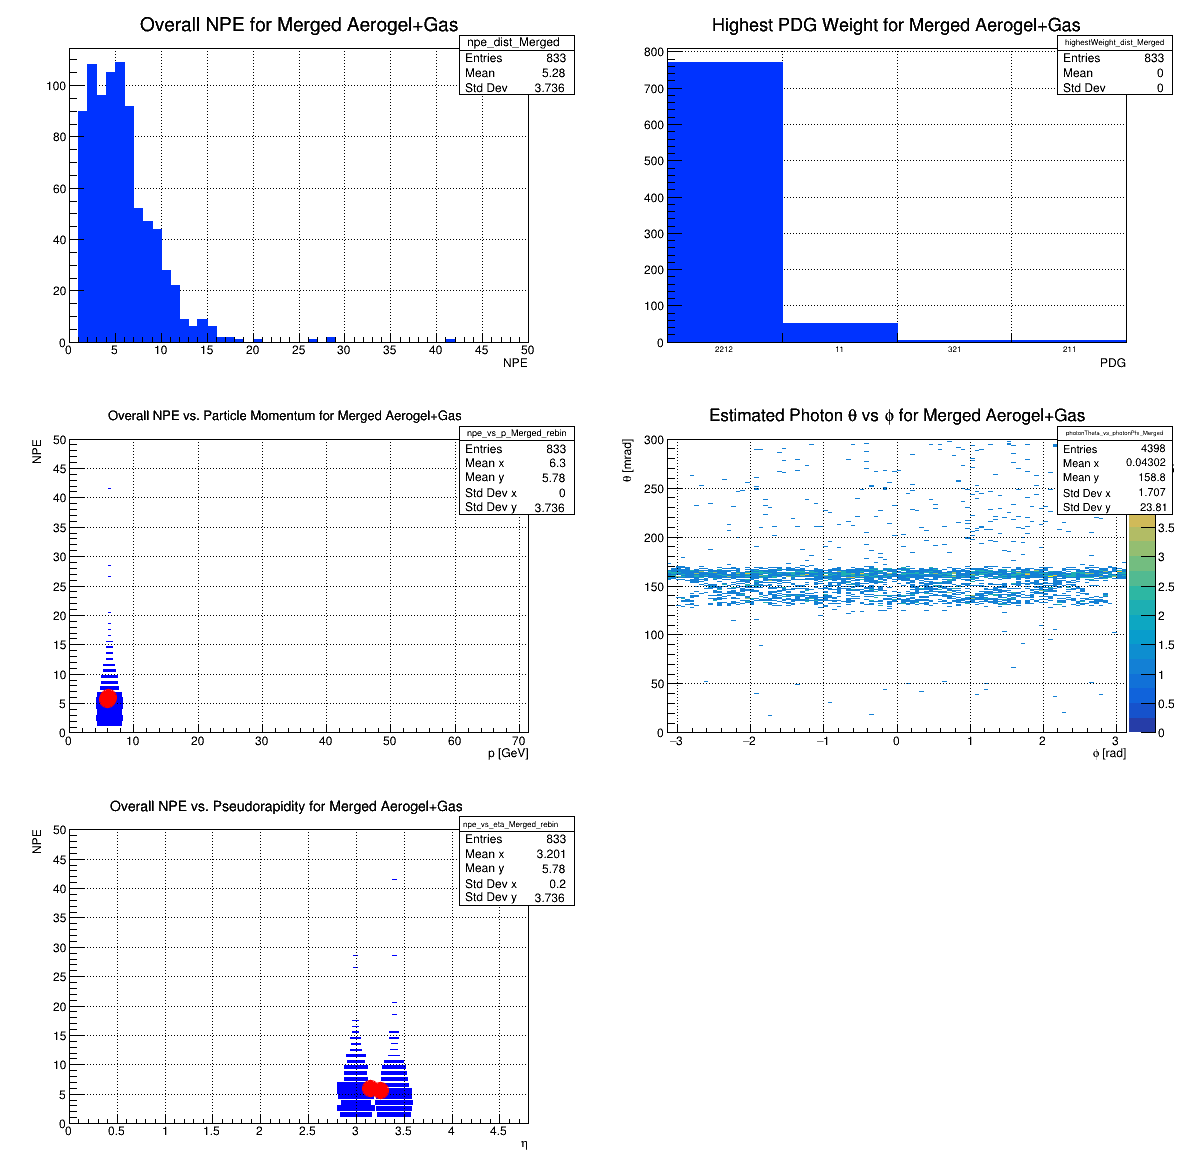 Overall NPE for Merged Aerogel+Gas
npe_dist_Merged
Entries 833
Mean 5.28
Std Dev 3.736
100
80
60
40
20
0
0 5 10 15 20 25 30 35 40 45 50
NPE
Highest PDG Weight for Merged Aerogel+Gas
highestWeight_dist_Merged
Entries 833
Mean 0
Std Dev 0
800
700
600
500
400
300
200
100
0
2212 11 321 211
PDG
Overall NPE vs. Particle Momentum for Merged Aerogel+Gas
npe_vs_p_Merged_rebin
Entries 833
Mean x 6.3
Mean y 5.78
Std Dev x 0
Std Dev y 3.736
NPE
50
45
40
35
30
25
20
15
10
5
0
0 10 20 30 40 50 60 70
p [GeV]
Estimated Photon θ vs ϕ for Merged Aerogel+Gas
photonTheta_vs_photonPhi_Merged
Entries 4398
Mean x 0.04302
Mean y 158.8
Std Dev x 1.707
Std Dev y 23.81
θ [mrad]
300
250
200
150
100
50
0
−3 −2 −1 0 1 2 3
ϕ [rad]
3.5
3
2.5
2
1.5
1
0.5
0
Overall NPE vs. Pseudorapidity for Merged Aerogel+Gas
npe_vs_eta_Merged_rebin
Entries 833
Mean x 3.201
Mean y 5.78
Std Dev x 0.2
Std Dev y 3.736
NPE
50
45
40
35
30
25
20
15
10
5
0
0 0.5 1 1.5 2 2.5 3 3.5 4 4.5
η